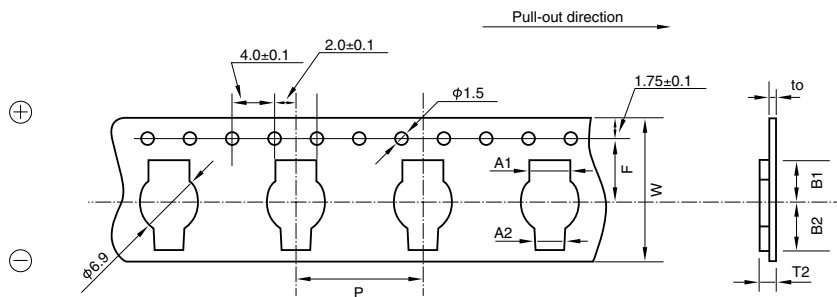 Pull-out direction
2.0±0.1
4.0±0.1
φ1.5
1.75±0.1
to
+
F
W
A1
B1
A2
B2
−
φ6.9
P
T2